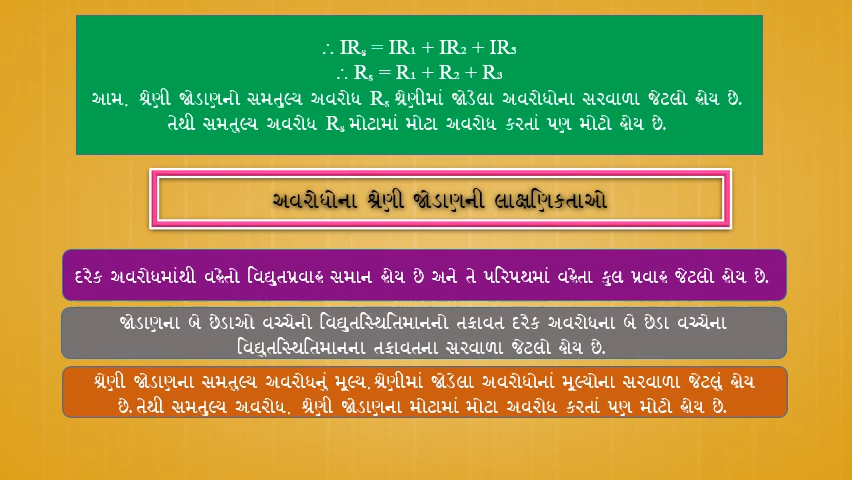 ∴ IRₛ = IR₁ + IR₂ + IR₃
∴ Rₛ = R₁ + R₂ + R₃
આમ, શ્રેણી જોડાણનો સમતુલ્ય અવરોધ Rₛ શ્રેણીમાં જોડેલા અવરોધોના સરવાળા જેટલો હોય છે.
તેથી સમતુલ્ય અવરોધ Rₛ મોટામાં મોટા અવરોધ કરતાં પણ મોટો હોય છે.
અવરોધોના શ્રેણી જોડાણની લાક્ષણિકતાઓ
દરેક અવરોધમાંથી વહેતો વિદ્યુતપ્રવાહ સમાન હોય છે અને તે પરિપથમાં વહેતા કુલ પ્રવાહ જેટલો હોય છે.
જોડાણના બે છેડાઓ વચ્ચેનો વિદ્યુતસ્થિતિમાનનો તકાવત દરેક અવરોધના બે છેડા વચ્ચેના
વિદ્યુતસ્થિતિમાનના તકાવતના સરવાળા જેટલો હોય છે.
શ્રેણી જોડાણના સમતુલ્ય અવરોધનું મૂલ્ય, શ્રેણીમાં જોડેલા અવરોધોનાં મૂલ્યોના સરવાળા જેટલું હોય
છે. તેથી સમતુલ્ય અવરોધ, શ્રેણી જોડાણના મોટામાં મોટા અવરોધ કરતાં પણ મોટો હોય છે.